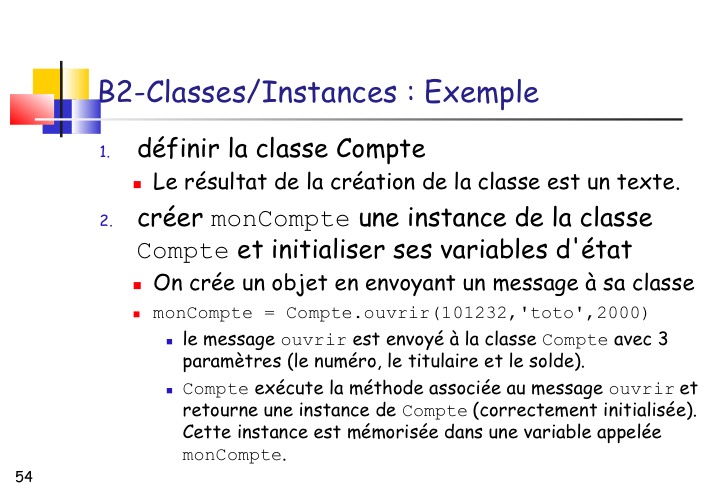 B2-Classes/Instances : Exemple
1. définir la classe Compte
Le résultat de la création de la classe est un texte.
2. créer monCompte une instance de la classe
Compte et initialiser ses variables d'état
On crée un objet en envoyant un message à sa classe
monCompte = Compte.ouvrir(101232,'toto',2000)
le message ouvrir est envoyé à la classe Compte avec 3
paramètres (le numéro, le titulaire et le solde).
Compte exécute la méthode associée au message ouvrir et
retourne une instance de Compte (correctement initialisée).
Cette instance est mémorisée dans une variable appelée
monCompte.
54